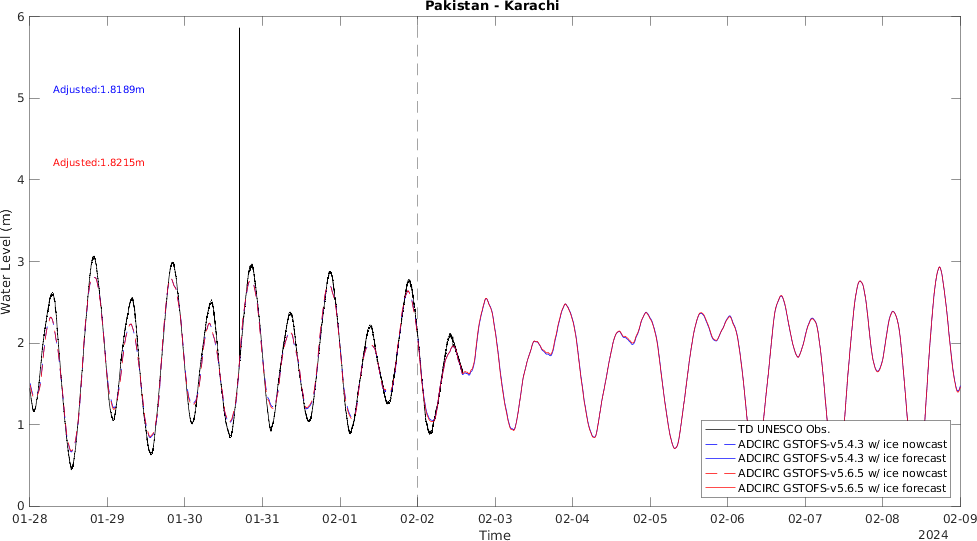 Pakistan - Karachi
6
5
4
3
2
1
0
Water Level (m)
Adjusted:1.8189m
Adjusted:1.8215m
TD UNESCO Obs.
ADCIRC GSTOFS-v5.4.3 w/ ice nowcast
ADCIRC GSTOFS-v5.4.3 w/ ice forecast
ADCIRC GSTOFS-v5.6.5 w/ ice nowcast
ADCIRC GSTOFS-v5.6.5 w/ ice forecast
01-28 01-29 01-30 01-31 02-01 02-02 02-03 02-04 02-05 02-06 02-07 02-08 02-09
Time
2024